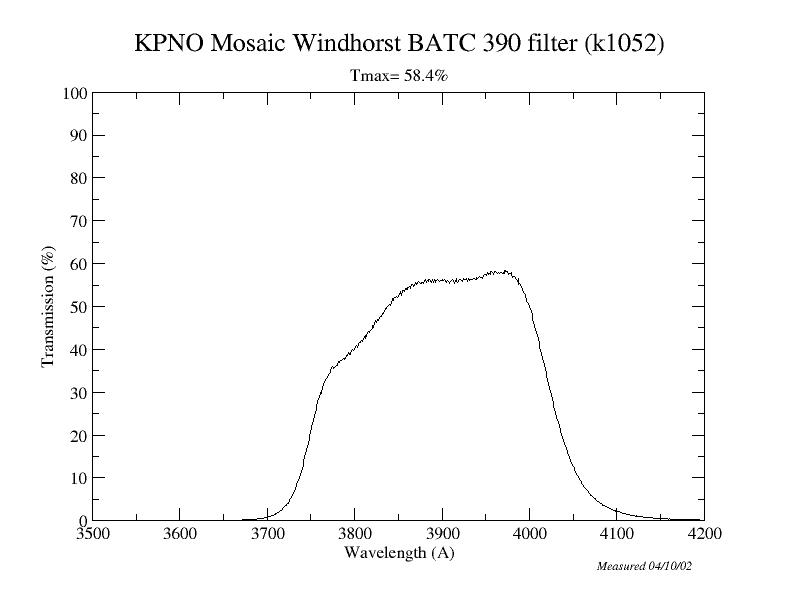 KPNO Mosaic Windhorst BATC 390 filter (k1052)
Tmax= 58.4%
100
90
80
70
60
50
40
30
20
10
0
Transmission (%)
3500 3600 3700 3800 3900 4000 4100 4200
Wavelength (A)
Measured 04/10/02